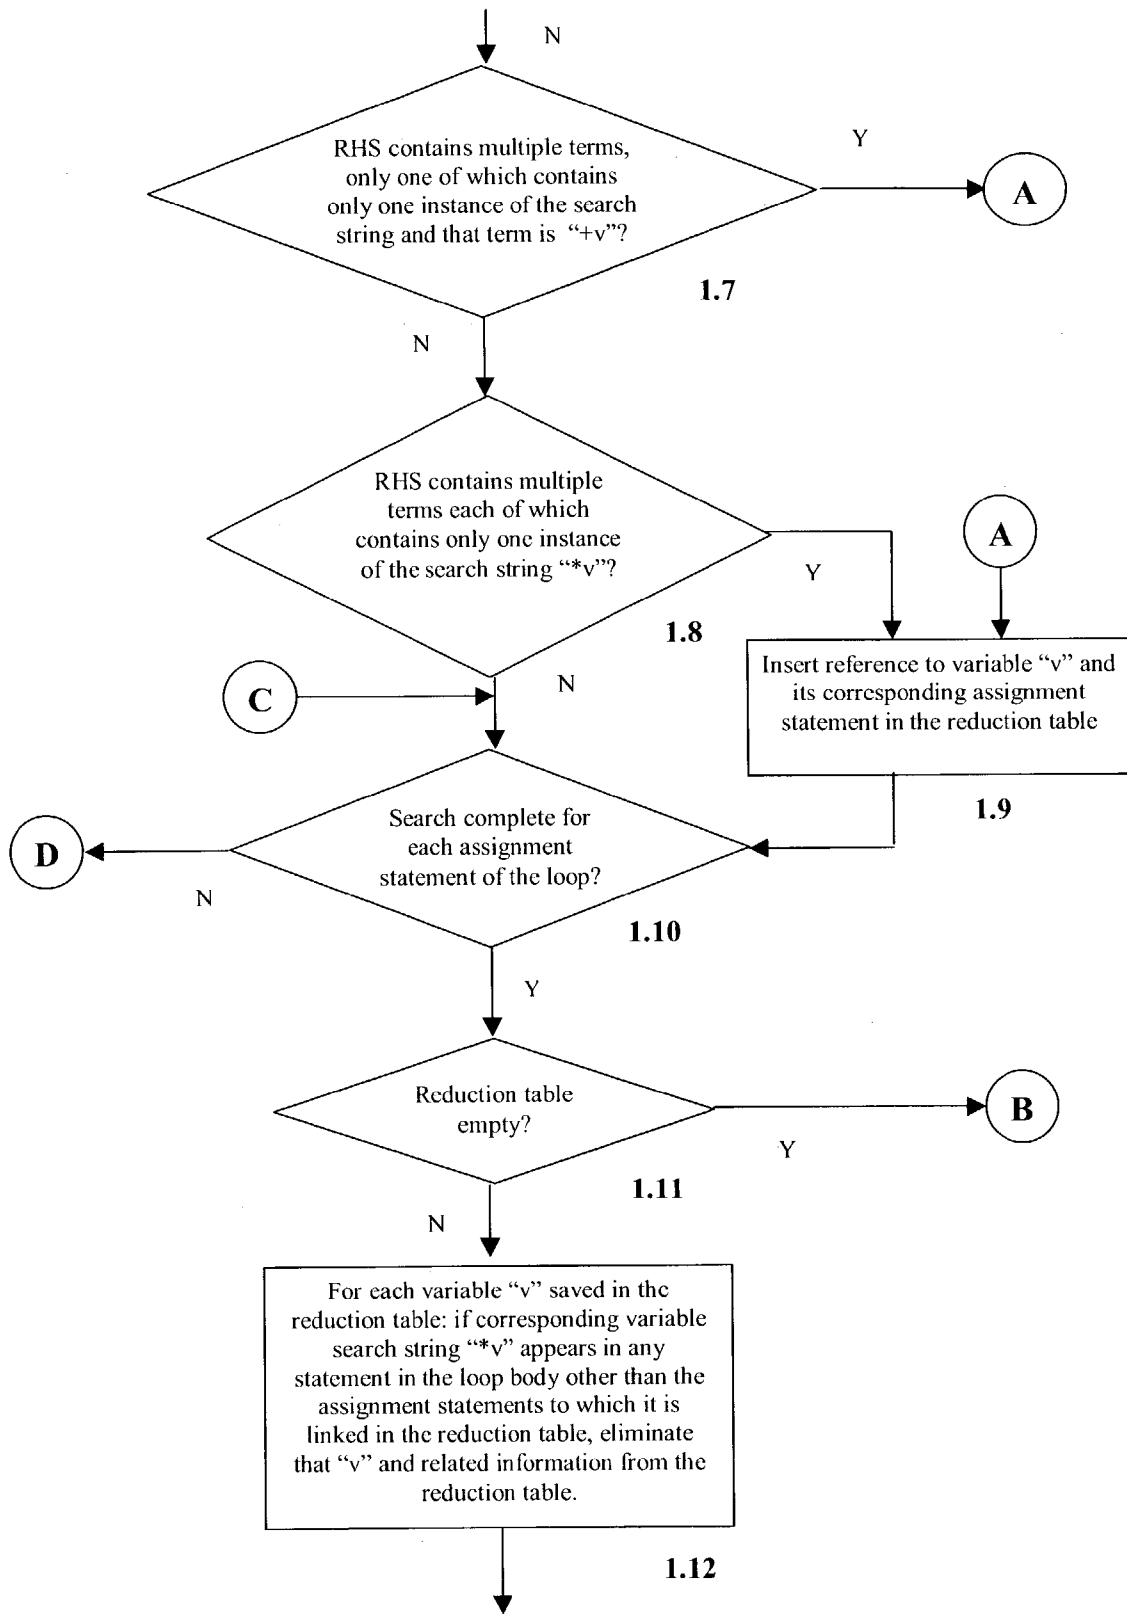 N
RHS contains multiple terms,
only one of which contains
only one instance of the search
string and that term is “+v”?
Y
A
1.7
N
RHS contains multiple
terms each of which
contains only one instance
of the search string “*v”?
Y
A
1.8
N
C
Insert reference to variable “v” and
its corresponding assignment
statement in the reduction table
1.9
Search complete for
each assignment
statement of the loop?
D
N
1.10
Y
Reduction table
empty?
B
Y
1.11
N
For each variable “v” saved in the
reduction table: if corresponding variable
search string “*v” appears in any
statement in the loop body other than the
assignment statements to which it is
linked in the reduction table, eliminate
that “v” and related information from the
reduction table.
1.12